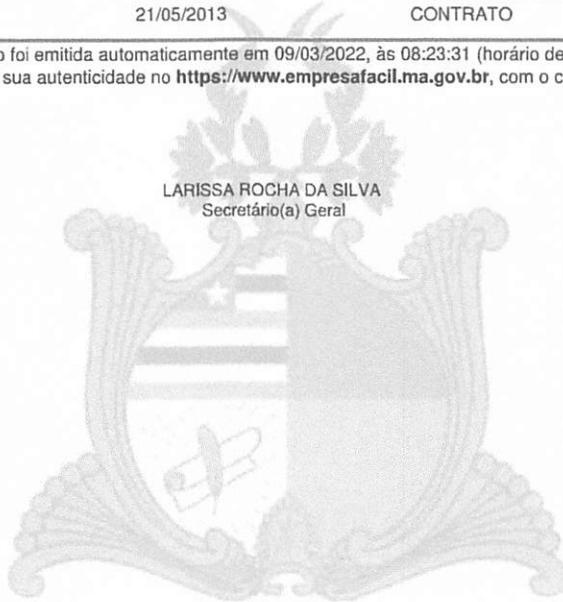 21/05/2013 CONTRATO
o foi emitida automaticamente em 09/03/2022, às 08:23:31 (horário de
sua autenticidade no https://www.empresafacil.ma.gov.br, com o c
LARISSA ROCHA DA SILVA
Secretário(a) Geral